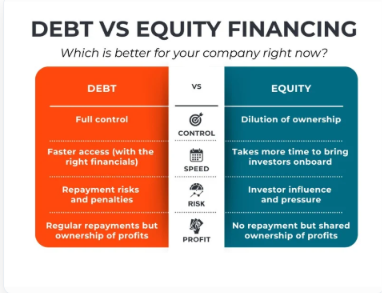 DEBT VS EQUITY FINANCING
Which is better for your company right now?
DEBT
VS
EQUITY
Full control
CONTROL
Dilution of ownership
Faster access (with the
right financials)
SPEED
Takes more time to bring
investors onboard
Repayment risks
and penalties
RISK
Investor influence
and pressure
Regular repayments but
ownership of profits
PROFIT
No repayment but shared
ownership of profits